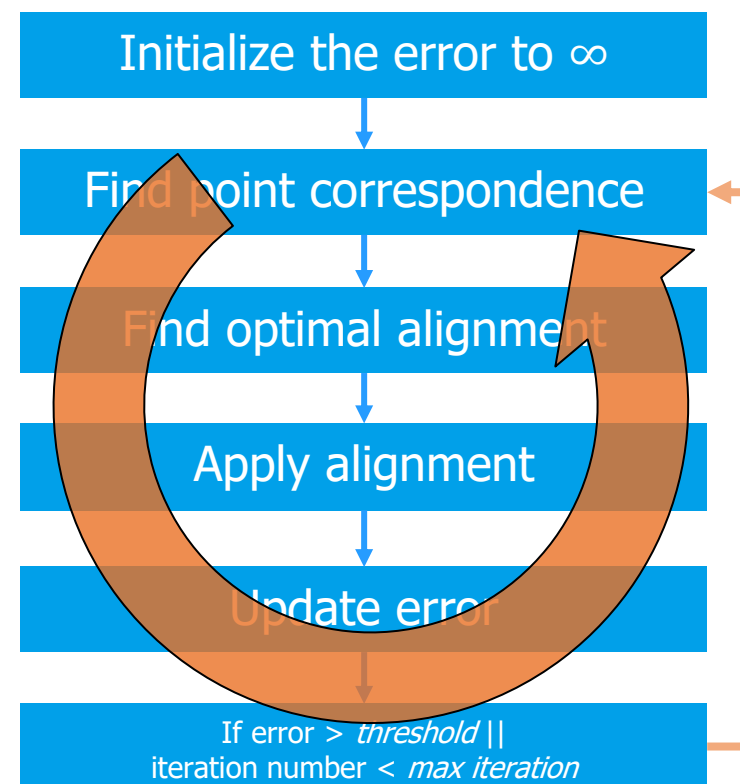 Initialize the error to ∞
Find point correspondence
Find optimal alignment
Apply alignment
Update error
If error > threshold ||
iteration number < max iteration